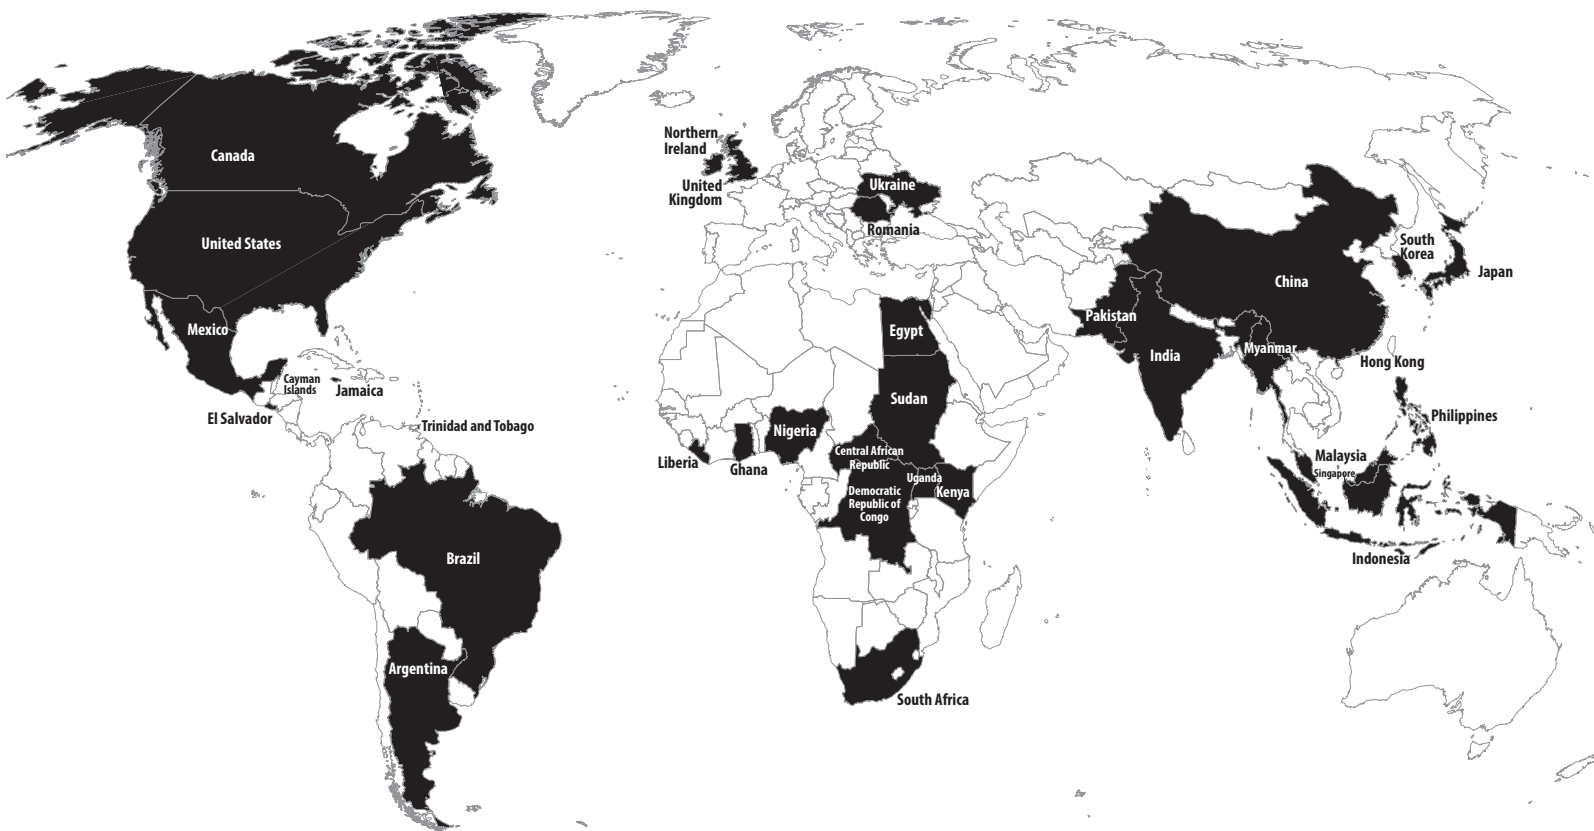 Northern
Ireland
Canada
United
Kingdom
Ukraine
Romania
United States
South
Korea
Japan
China
Mexico
Egypt
Pakistan
India
Myanmar
Hong Kong
Cayman
Islands
Jamaica
El Salvador
Trinidad and Tobago
Sudan
Philippines
Nigeria
Liberia
Ghana
Central African
Republic
Uganda
Kenya
Democratic
Republic of
Congo
Malaysia
Singapore
Indonesia
Brazil
Argentina
South Africa